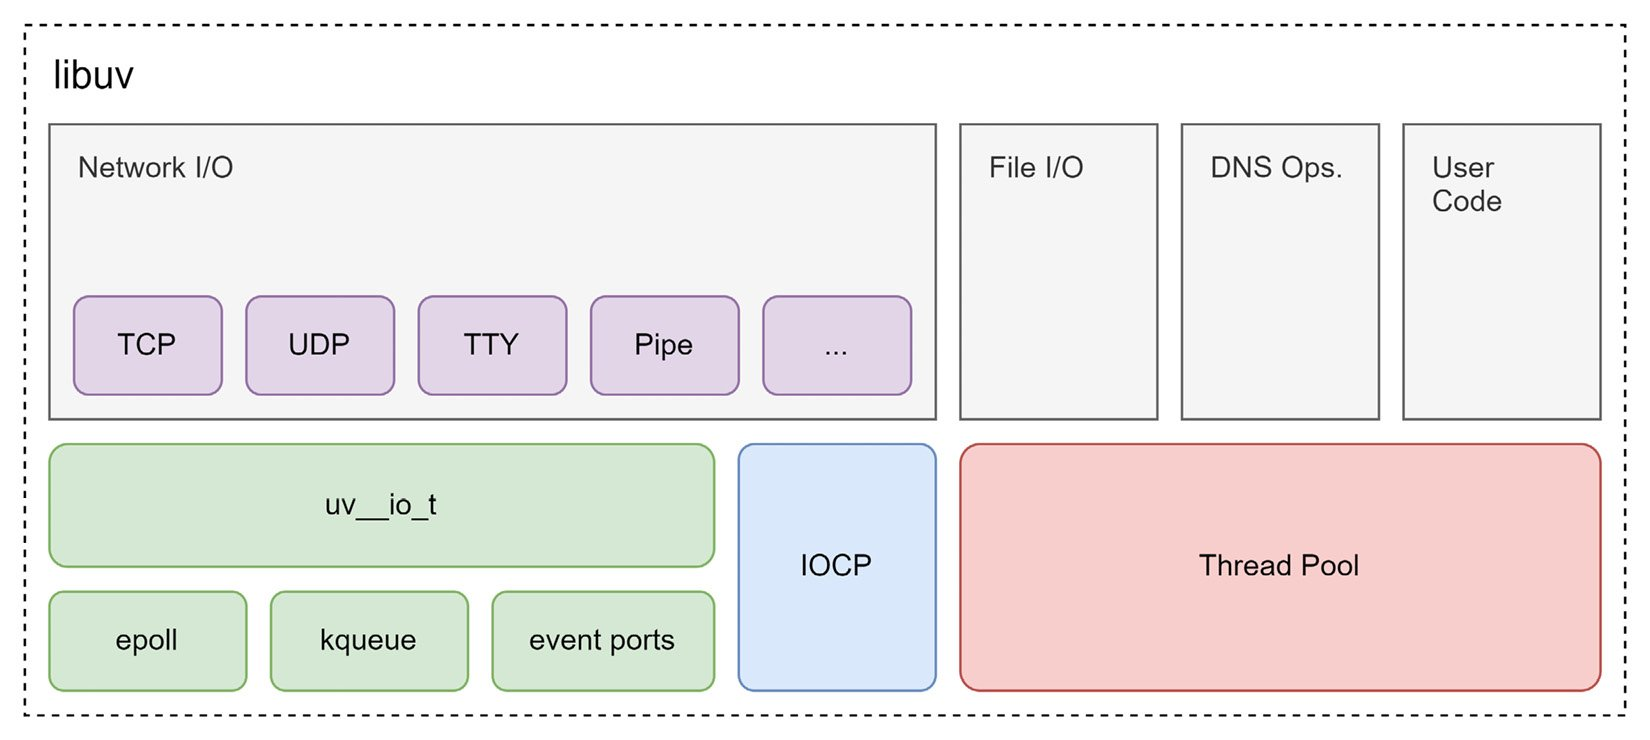 libuv
Network I/O
File I/O
DNS Ops.
User
Code
TCP
UDP
TTY
Pipe
...
uv__io_t
IOCP
Thread Pool
epoll
kqueue
event ports